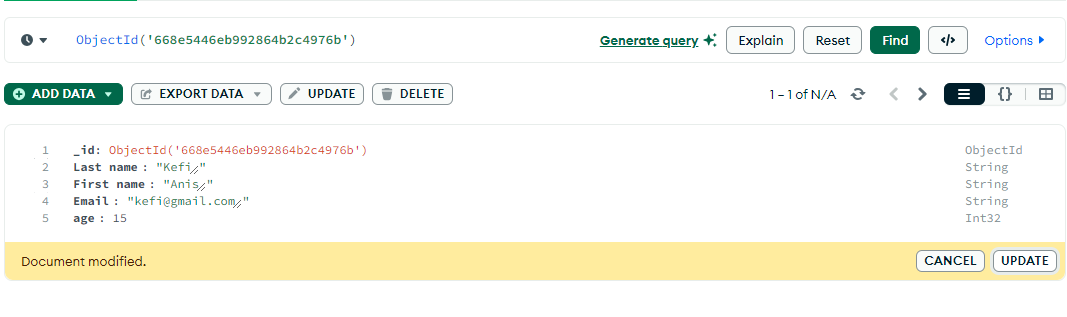 ObjectId('668e5446eb992864b2c4976b') Generate query Explain Reset Find </> Options
ADD DATA EXPORT DATA UPDATE DELETE 1 – 1 of N/A {}
1 _id: ObjectId('668e5446eb992864b2c4976b') ObjectId
2 Last name : "Kefi" String
3 First name : "Anis" String
4 Email : "kefi@gmail.com" String
5 age : 15 Int32
Document modified. CANCEL UPDATE